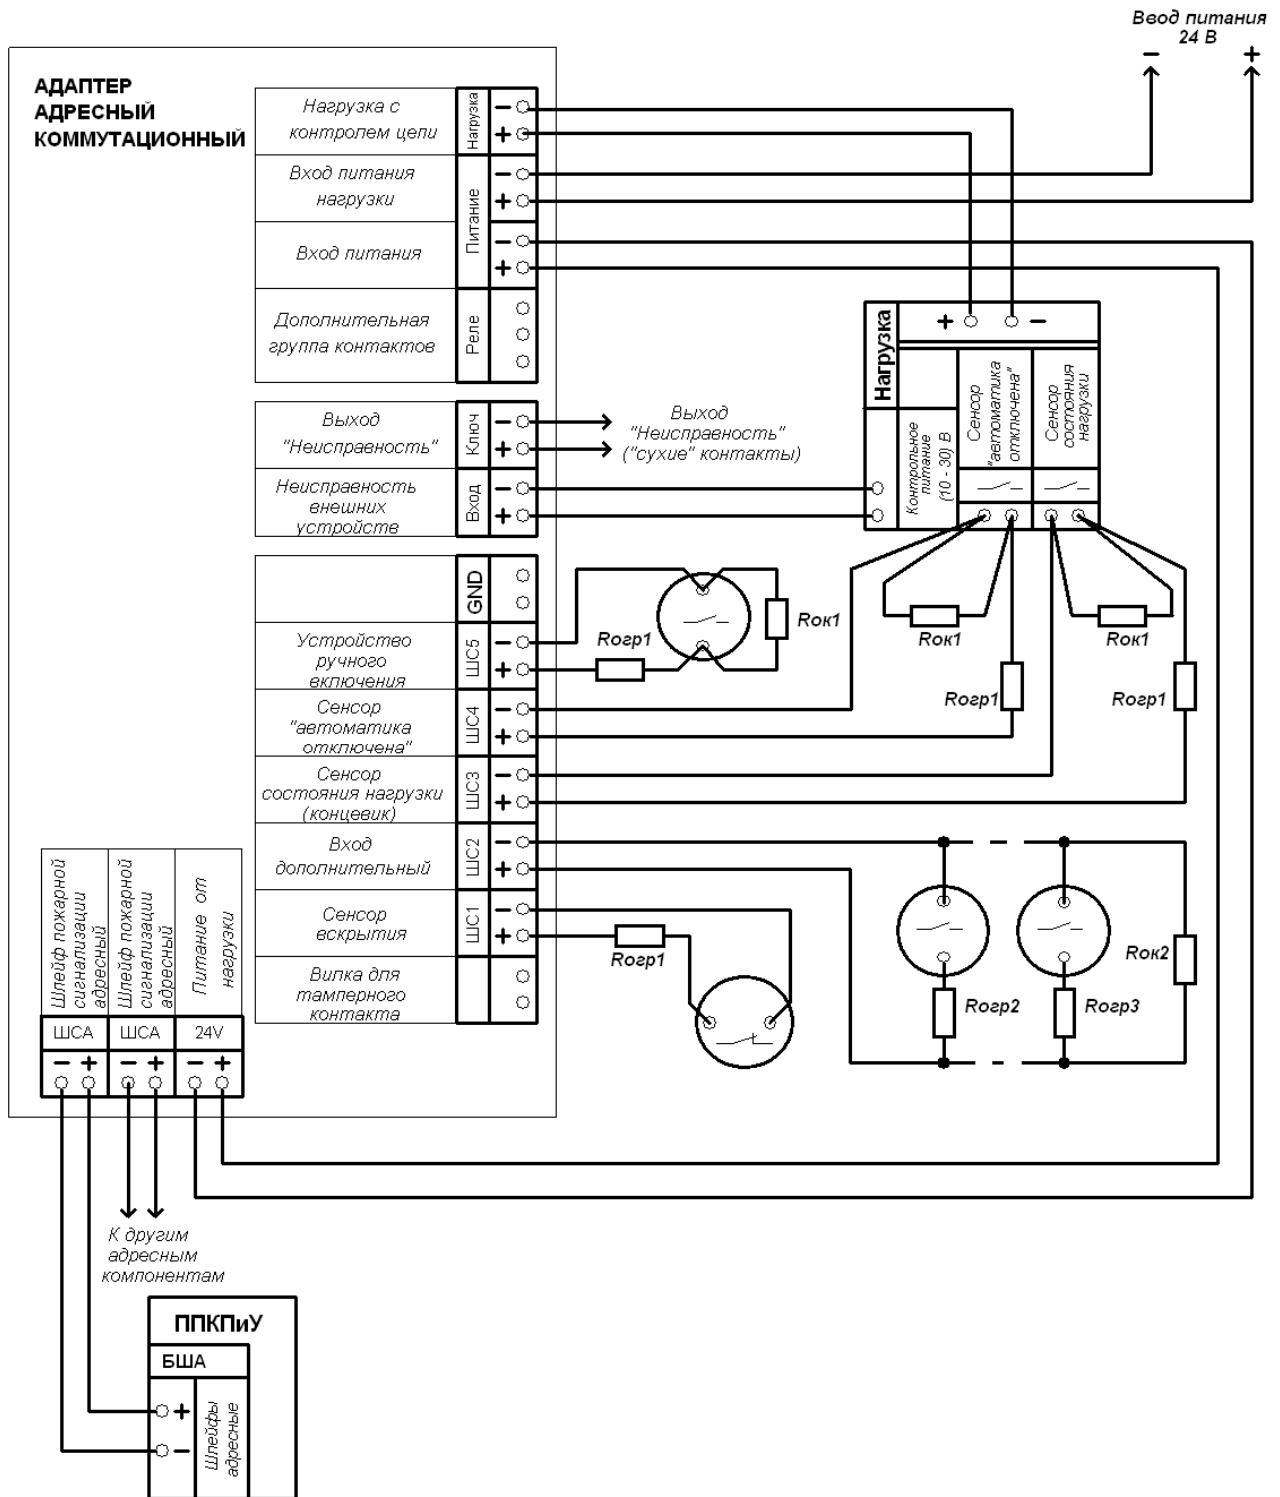 Ввод питания
24 В
−
+
АДАПТЕР
АДРЕСНЫЙ
КОММУТАЦИОННЫЙ
Нагрузка с
контролем цепи
Нагрузка
−
+
Вход питания
нагрузки
Питание
−
+
Вход питания
−
+
Дополнительная
группа контактов
Реле
Выход
"Неисправность"
Ключ
−
+
Выход
"Неисправность"
("сухие" контакты)
Неисправность
внешних
устройств
Вход
−
+
Нагрузка
+
−
Контрольное
питание
(10 - 30) В
Сенсор
"автоматика
отключена"
Сенсор
состояния
нагрузки
GND
Устройство
ручного
включения
ШС5
−
+
Rогр1
Rок1
Rок1
Rок1
Rогр1
Rогр1
Сенсор
"автоматика
отключена"
ШС4
−
+
Сенсор
состояния нагрузки
(концевик)
ШС3
−
+
Вход
дополнительный
ШС2
−
+
Rогр2
Rогр3
Rок2
Сенсор
вскрытия
ШС1
−
+
Rогр1
Вилка для
тамперного
контакта
Шлейф пожарной
сигнализации
адресный
Шлейф пожарной
сигнализации
адресный
Питание от
нагрузки
ШСА
ШСА
24V
− +
− +
− +
К другим
адресным
компонентам
ППКПиУ
БША
+
−
Шлейфы
адресные